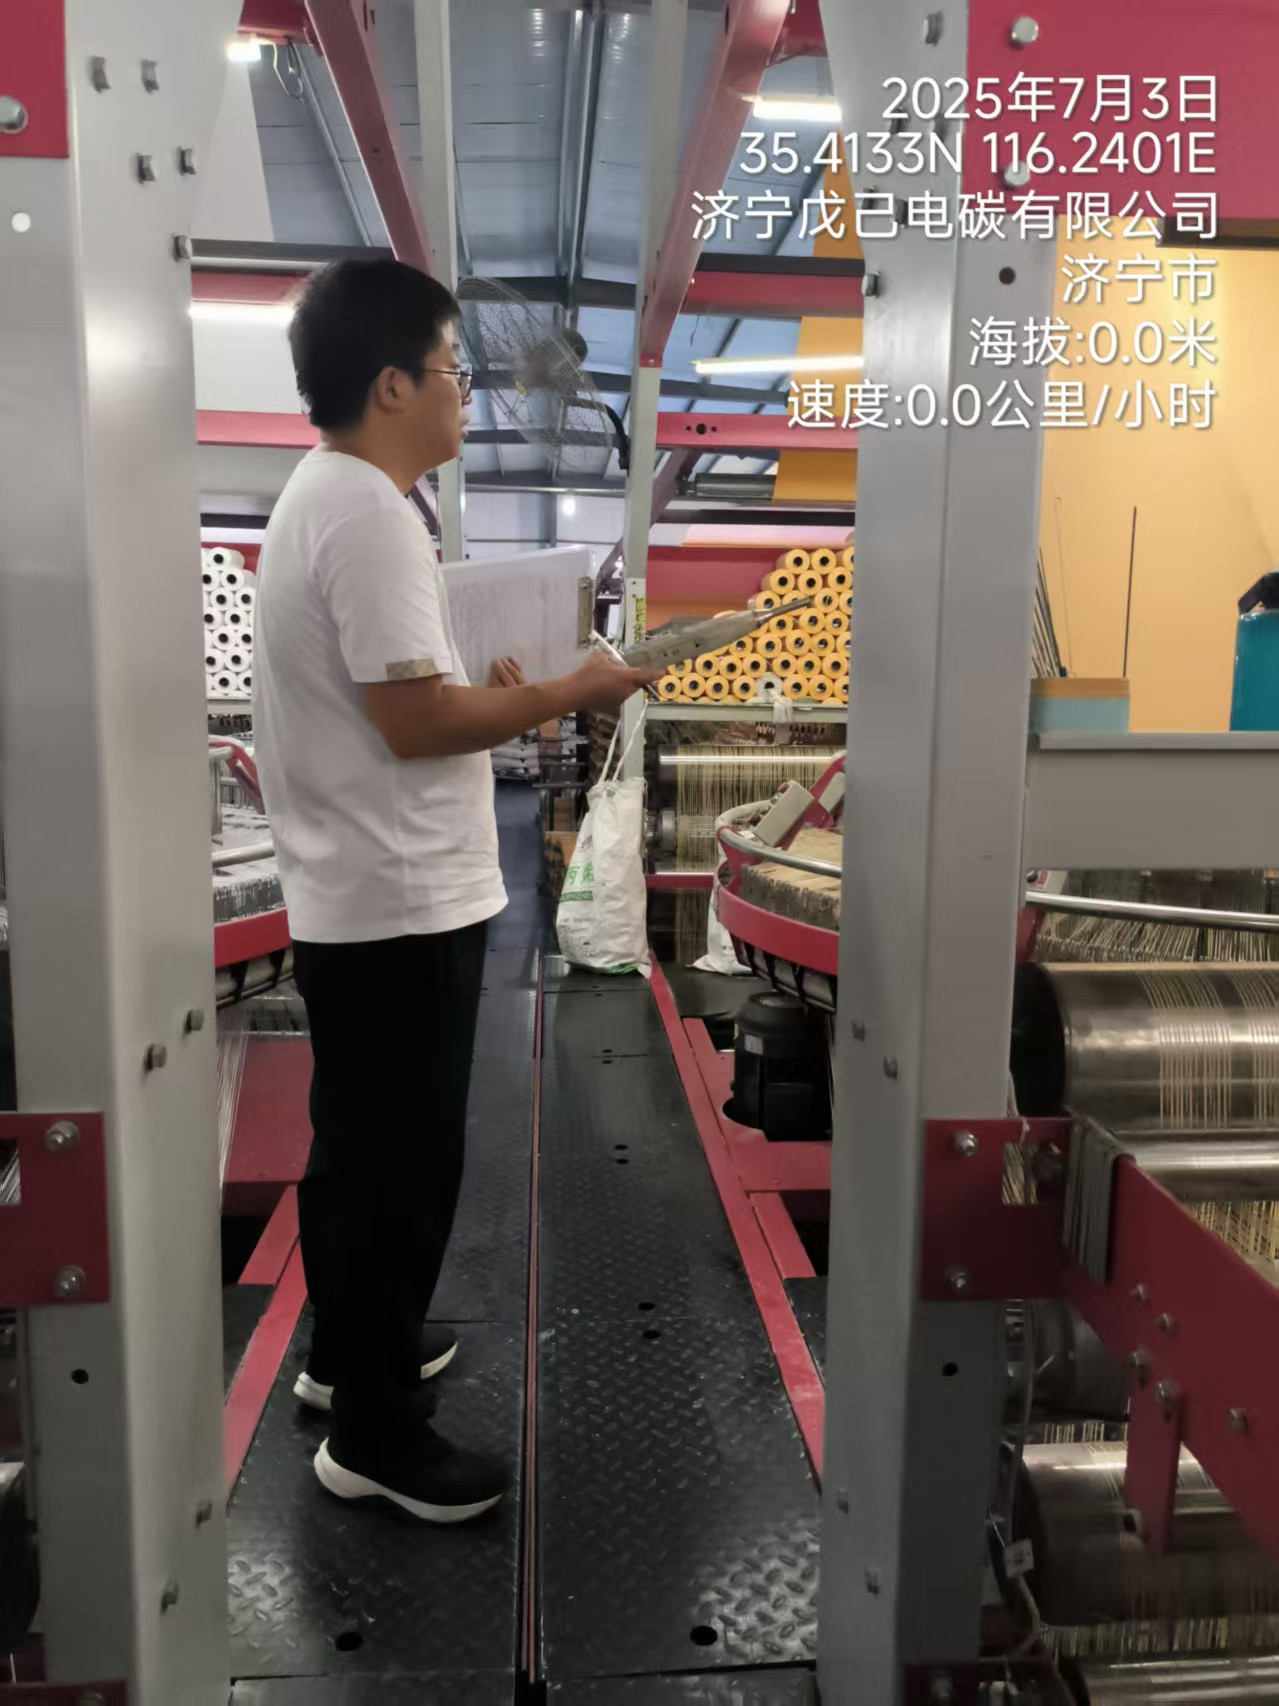 2025年7月3日
35.4133N 116.2401E
济宁戊己电碳有限公司
济宁市
海拔:0.0米
速度:0.0公里/小时